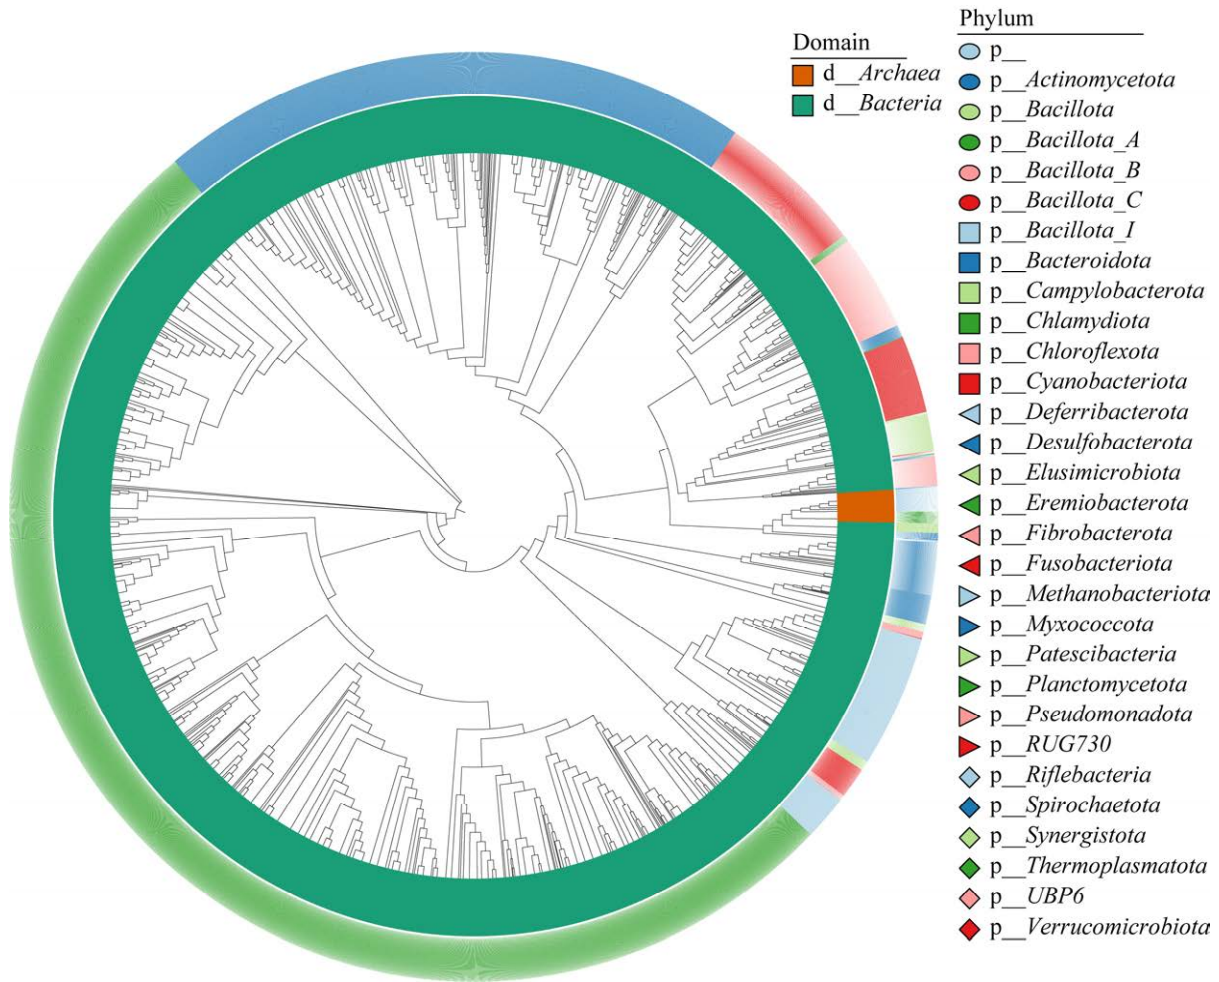 Domain
d__Archaea
d__Bacteria
Phylum
p__
p__Actinomycetota
p__Bacillota
p__Bacillota_A
p__Bacillota_B
p__Bacillota_C
p__Bacillota_I
p__Bacteroidota
p__Campylobacterota
p__Chlamydiota
p__Chloroflexota
p__Cyanobacteriota
p__Deferribacterota
p__Desulfobacterota
p__Elusimicrobiota
p__Eremiobacterota
p__Fibrobacterota
p__Fusobacteriota
p__Methanobacteriota
p__Myxococcota
p__Patescibacteria
p__Planctomycetota
p__Pseudomonadota
p__RUG730
p__Riflebacteria
p__Spirochaetota
p__Synergistota
p__Thermoplasmatota
p__UBP6
p__Verrucomicrobiota